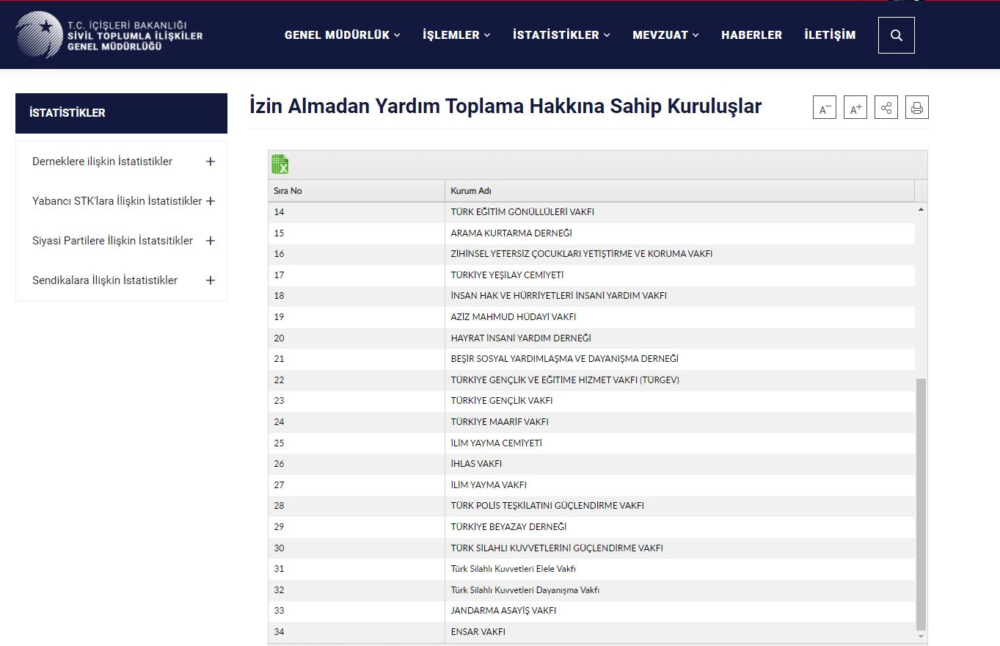 T.C. İÇİŞLERİ BAKANLIĞI
SİVİL TOPLUMLA İLİŞKİLER
GENEL MÜDÜRLÜĞÜ
GENEL MÜDÜRLÜK
İŞLEMLER
İSTATİSTİKLER
MEVZUAT
HABERLER
İLETİŞİM
İSTATİSTİKLER
Derneklere ilişkin İstatistikler +
Yabancı STK'lara İlişkin İstatistikler +
Siyasi Partilere İlişkin İstatsitikler +
Sendikalara İlişkin İstatistikler +
İzin Almadan Yardım Toplama Hakkına Sahip Kuruluşlar
A-
A+
Sıra No Kurum Adı
14 TÜRK EĞİTİM GÖNÜLLÜLERİ VAKFI
15 ARAMA KURTARMA DERNEĞİ
16 ZİHİNSEL YETERSİZ ÇOCUKLARI YETİŞTİRME VE KORUMA VAKFI
17 TÜRKİYE YEŞİLAY CEMİYETİ
18 İNSAN HAK VE HÜRRİYETLERİ İNSANİ YARDIM VAKFI
19 AZİZ MAHMUD HÜDAYİ VAKFI
20 HAYRAT İNSANİ YARDIM DERNEĞİ
21 BEŞİR SOSYAL YARDIMLAŞMA VE DAYANIŞMA DERNEĞİ
22 TÜRKİYE GENÇLİK VE EĞİTİME HİZMET VAKFI (TÜRGEV)
23 TÜRKİYE GENÇLİK VAKFI
24 TÜRKİYE MAARİF VAKFI
25 İLİM YAYMA CEMİYETİ
26 İHLAS VAKFI
27 İLİM YAYMA VAKFI
28 TÜRK POLİS TEŞKİLATINI GÜÇLENDİRME VAKFI
29 TÜRKİYE BEYAZAY DERNEĞİ
30 TÜRK SİLAHLI KUVVETLERİNİ GÜÇLENDİRME VAKFI
31 Türk Silahlı Kuvvetleri Elele Vakfı
32 Türk Silahlı Kuvvetleri Dayanışma Vakfı
33 JANDARMA ASAYİŞ VAKFI
34 ENSAR VAKFI